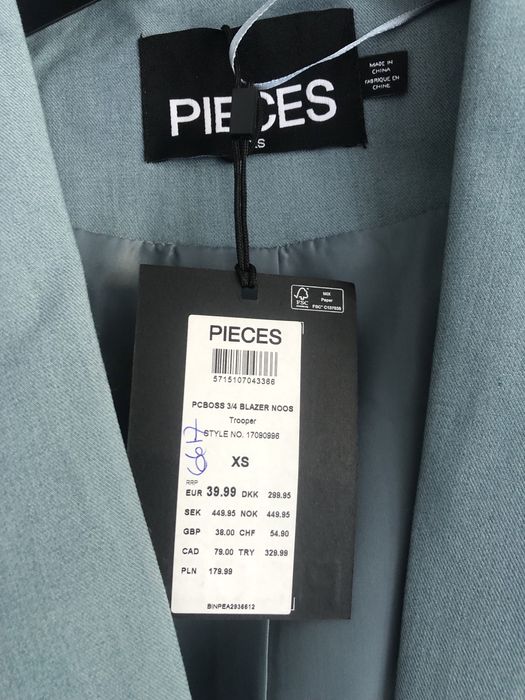 PIECES
MADE IN
CHINA
FABRIQUE EN
CHINE
MIX
Paper
FSC
PIECES
5715107043386
PCBOSS 3/4 BLAZER NOOS
Trooper
STYLE NO. 17090996
XS
RRP
EUR 39.99 DKK 299.95
SEK 449.95 NOK 449.95
GBP 38.00 CHF 54.90
CAD 79.00 TRY 329.99
PLN 179.99
BINPEA2936612